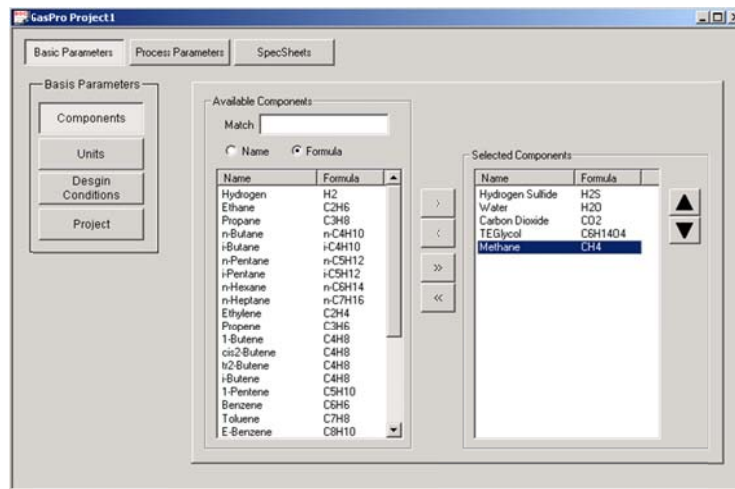 GasPro Project1
Basic Parameters Process Parameters SpecSheets
Basis Parameters
Components
Units
Desgin
Conditions
Project
Available Components
Match
Name Formula
Name Formula
Hydrogen H2
Ethane C2H6
Propane C3H8
n-Butane n-C4H10
i-Butane i-C4H10
n-Pentane n-C5H12
i-Pentane i-C5H12
n-Hexane n-C6H14
n-Heptane n-C7H16
Ethylene C2H4
Propene C3H6
1-Butene C4H8
cis2-Butene C4H8
tr2-Butene C4H8
i-Butene C4H8
1-Pentene C5H10
Benzene C6H6
Toluene C7H8
E-Benzene C8H10
>
<
>>
<<
Selected Components
Name Formula
Hydrogen Sulfide H2S
Water H2O
Carbon Dioxide CO2
TEGlycol C6H14O4
Methane CH4